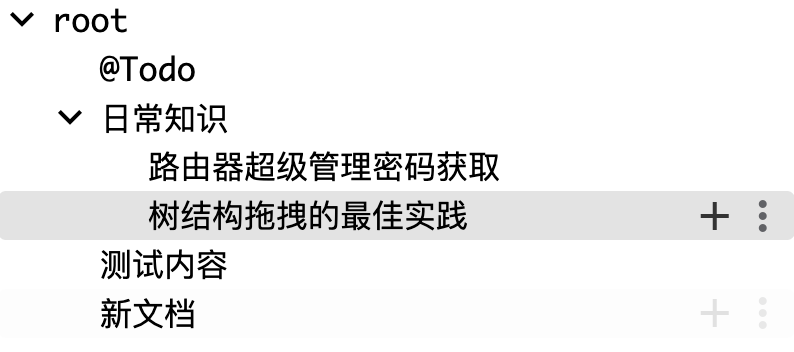 root
@Todo
日常知识
路由器超级管理密码获取
树结构拖拽的最佳实践
测试内容
新文档